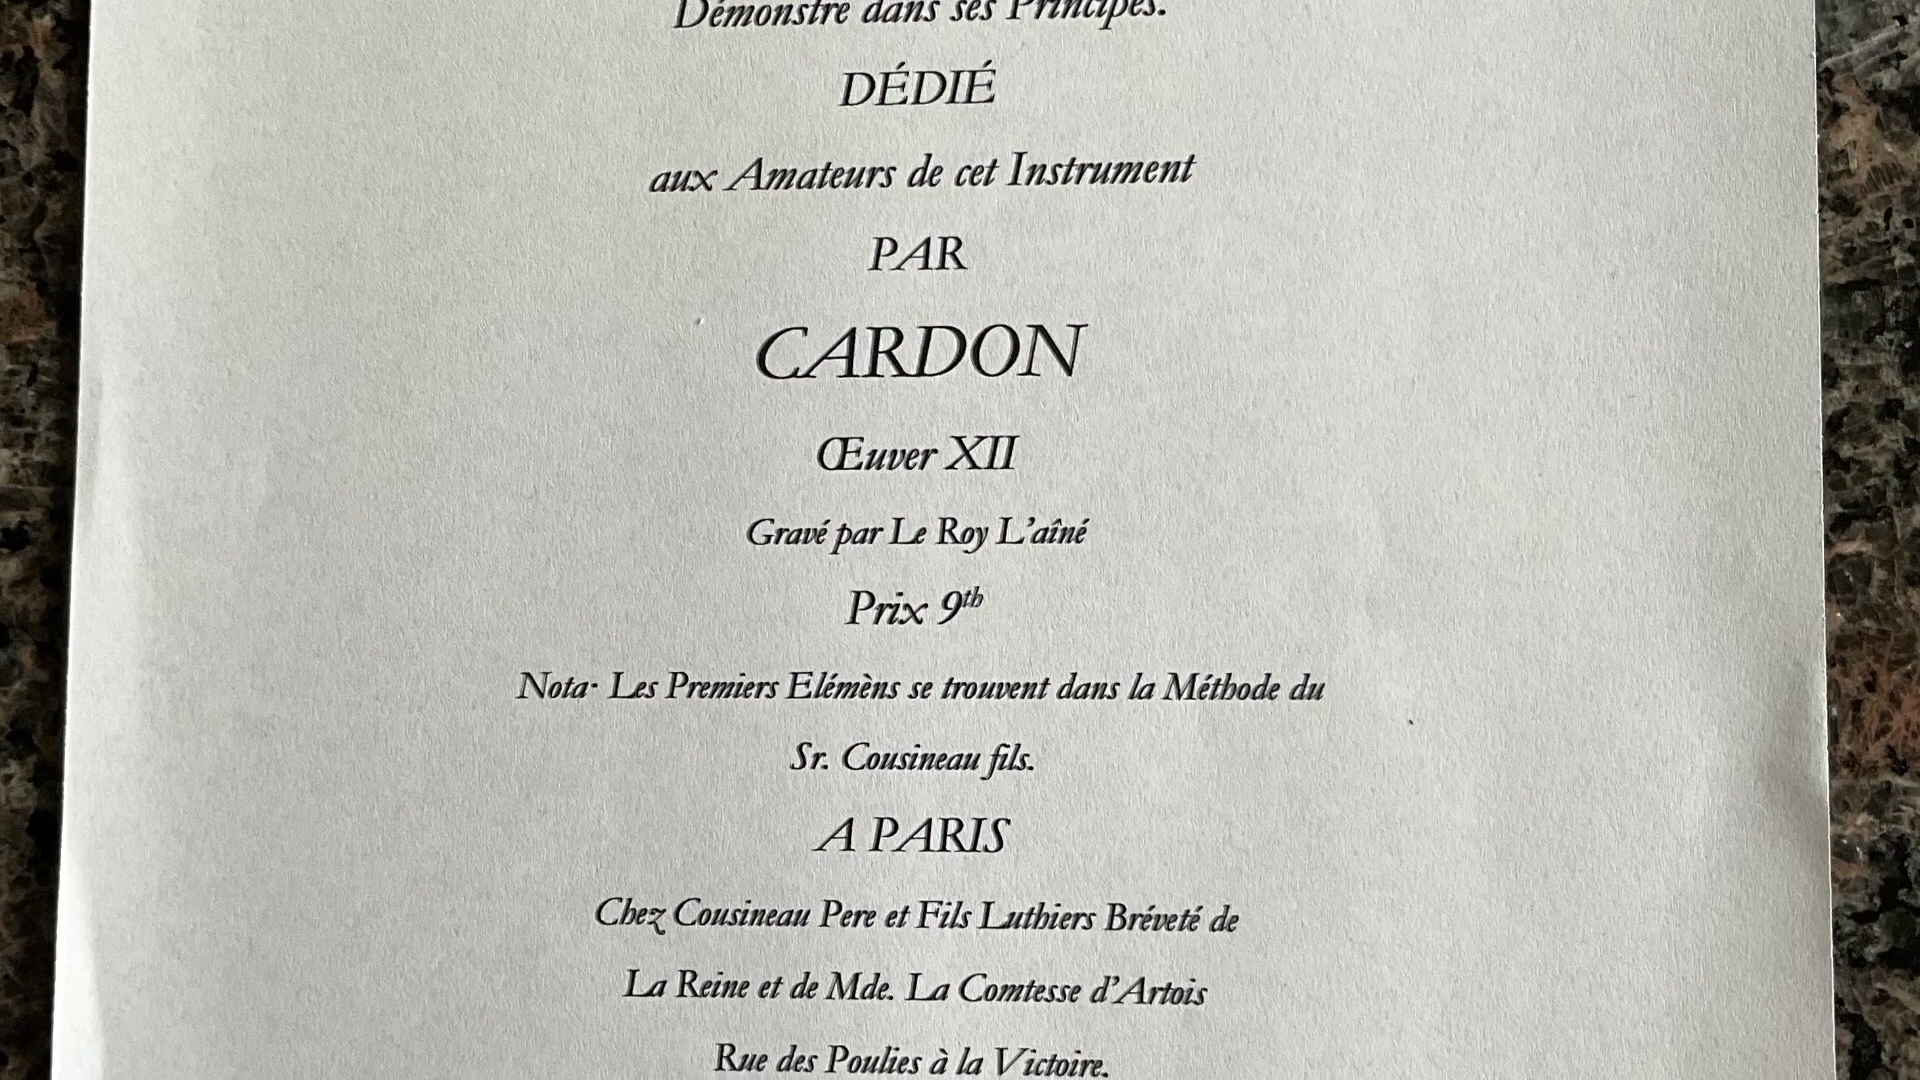 Démonstre dans ses Principes.
DÉDIÉ
aux Amateurs de cet Instrument
PAR
CARDON
Œuver XII
Gravé par Le Roy L'aîné
Prix 9th
Nota· Les Premiers Elémèns se trouvent dans la Méthode du
Sr. Cousineau fils.
A PARIS
Chez Cousineau Pere et Fils Luthiers Bréveté de
La Reine et de Mde. La Comtesse d'Artois
Rue des Poulies à la Victoire.